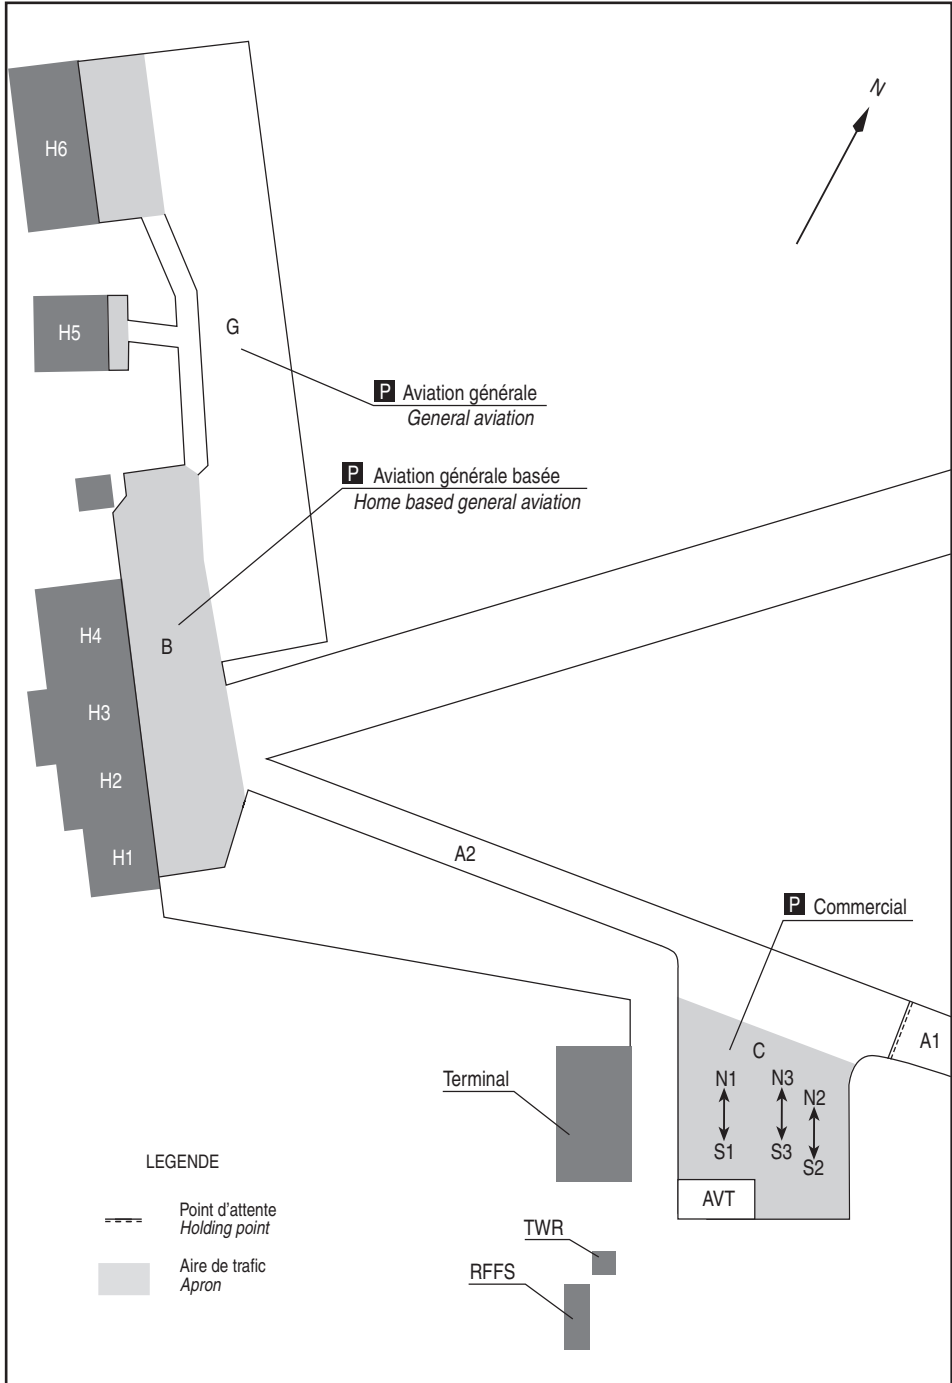 N
H6
H5
G
P Aviation générale
General aviation
P Aviation générale basée
Home based general aviation
H4
B
H3
H2
H1
A2
P Commercial
A1
C
N1 N3 N2
S1 S3 S2
Terminal
AVT
LEGENDE
Point d'attente
Holding point
Aire de trafic
Apron
TWR
RFFS